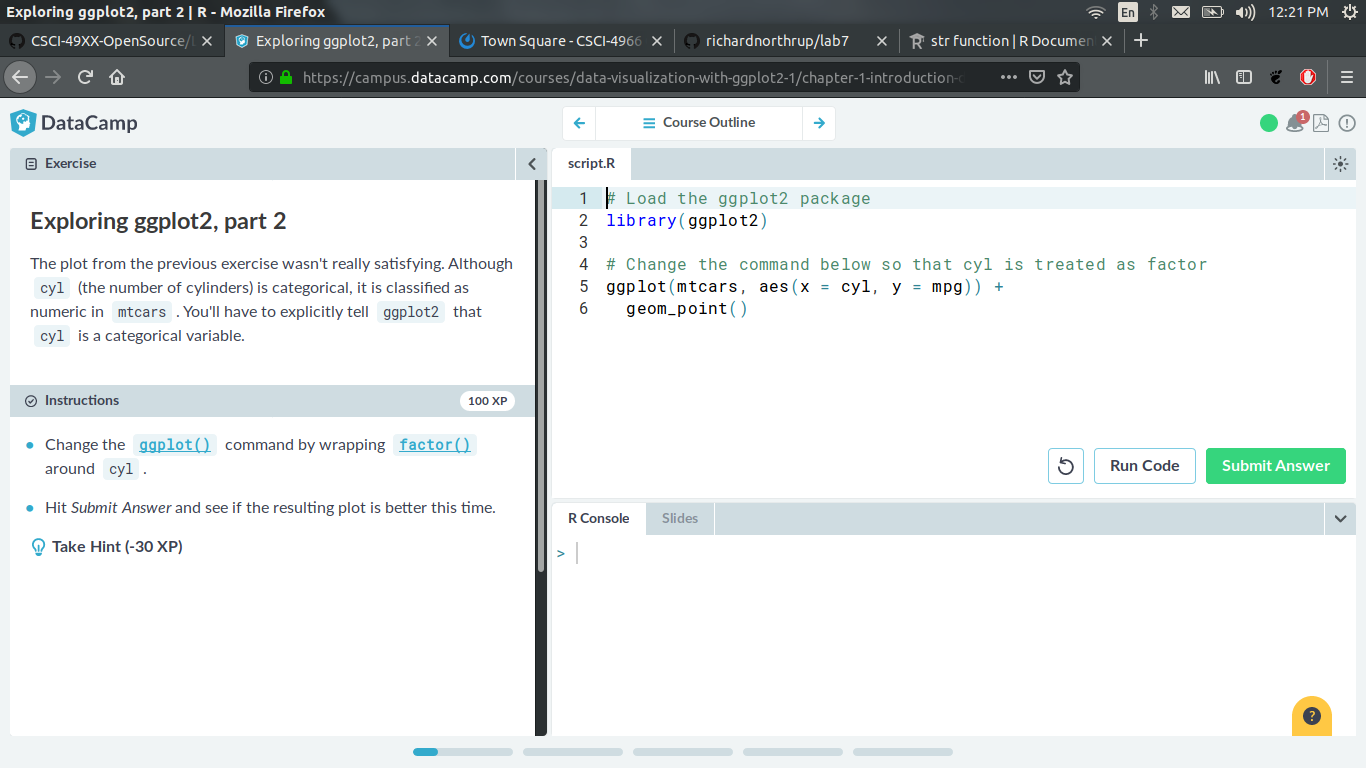 Exploring ggplot2, part 2 | R - Mozilla Firefox
En
12:21 PM
CSCI-49XX-OpenSource/
Exploring ggplot2, part 2
Town Square - CSCI-4966
richardnorthrup/lab7
str function | R Documen
https://campus.datacamp.com/courses/data-visualization-with-ggplot2-1/chapter-1-introduction-
DataCamp
Course Outline
1
Exercise
Exploring ggplot2, part 2
The plot from the previous exercise wasn't really satisfying. Although
cyl (the number of cylinders) is categorical, it is classified as
numeric in mtcars . You'll have to explicitly tell ggplot2 that
cyl is a categorical variable.
Instructions
100 XP
Change the ggplot() command by wrapping factor()
around cyl .
Hit Submit Answer and see if the resulting plot is better this time.
Take Hint (-30 XP)
script.R
1 # Load the ggplot2 package
2 library(ggplot2)
3
4 # Change the command below so that cyl is treated as factor
5 ggplot(mtcars, aes(x = cyl, y = mpg)) +
6 geom_point()
Run Code
Submit Answer
R Console
Slides
>
?